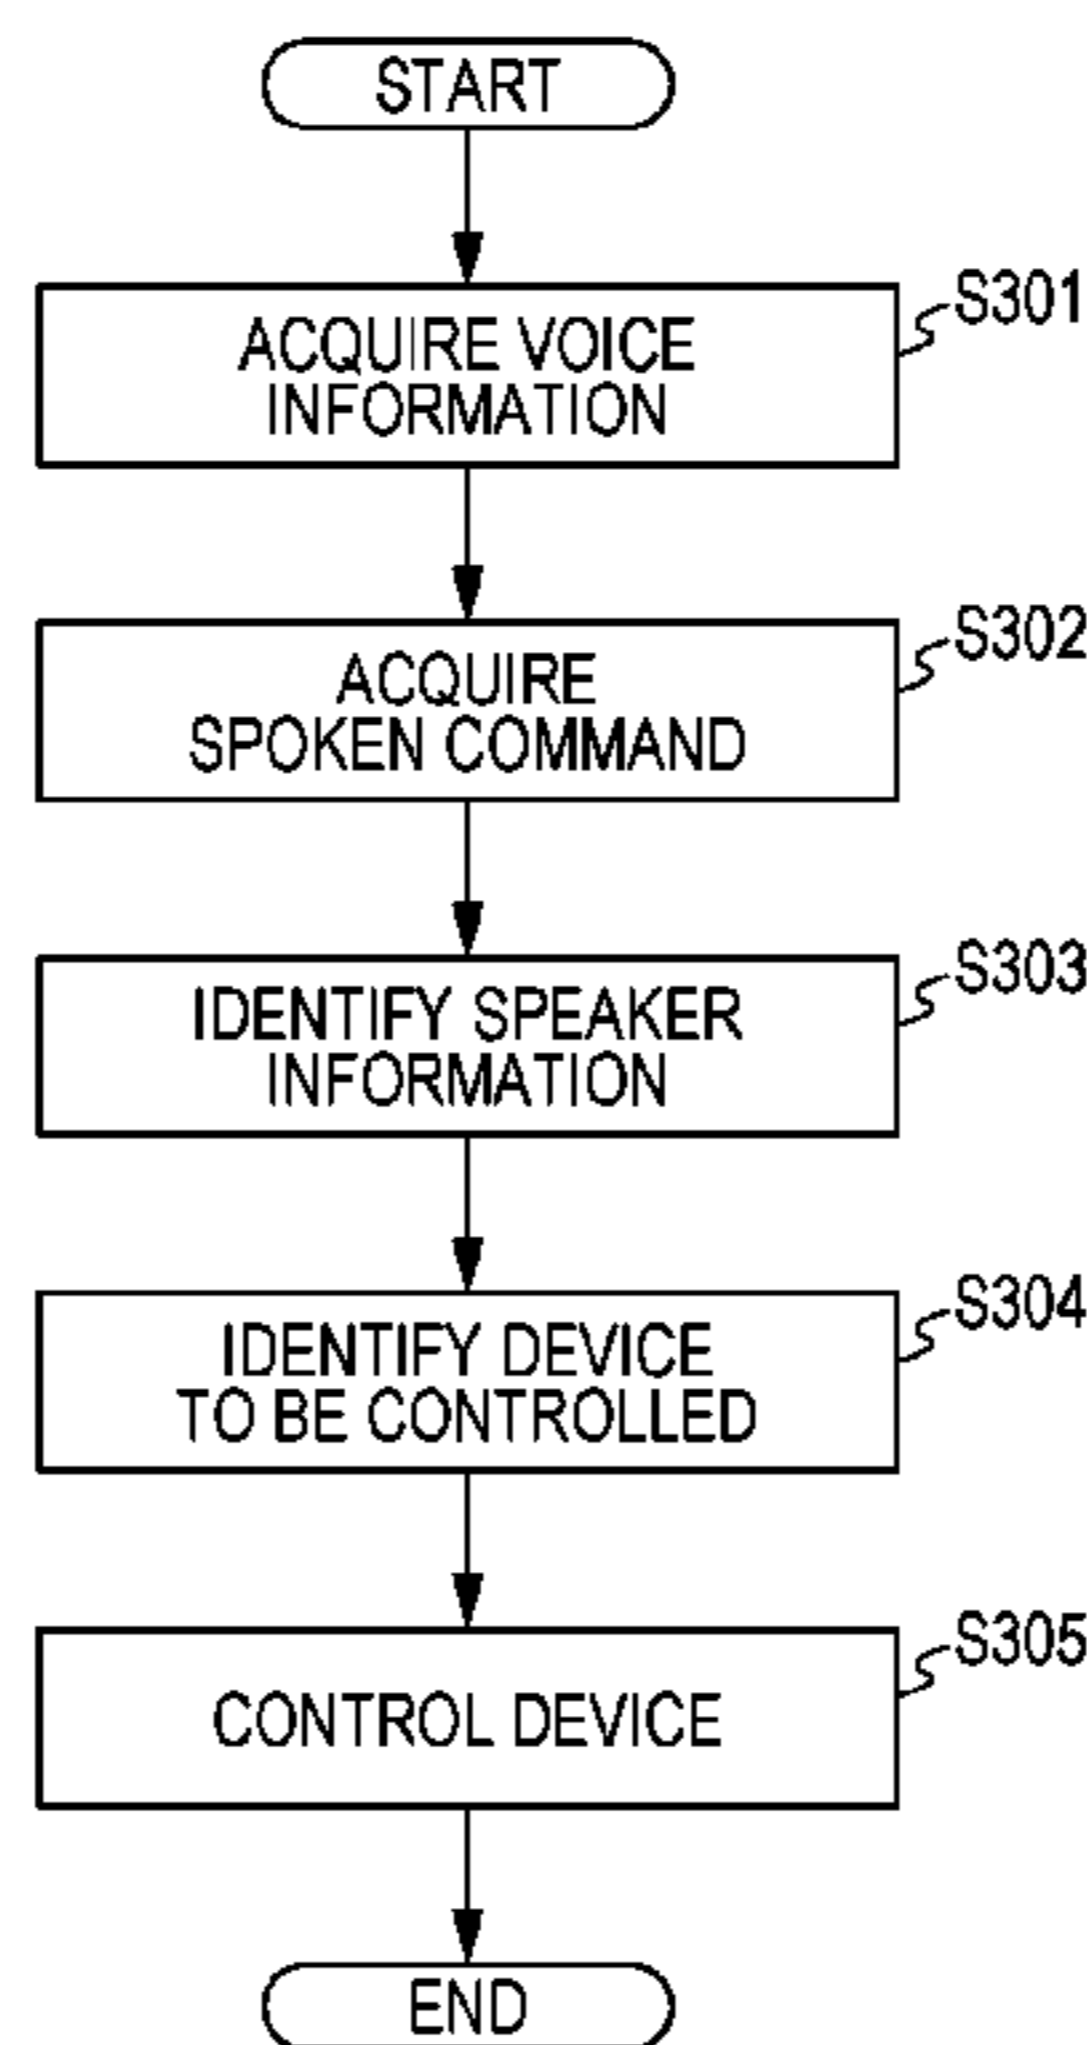 START
S301
ACQUIRE VOICE
INFORMATION
S302
ACQUIRE
SPOKEN COMMAND
S303
IDENTIFY SPEAKER
INFORMATION
S304
IDENTIFY DEVICE
TO BE CONTROLLED
S305
CONTROL DEVICE
END